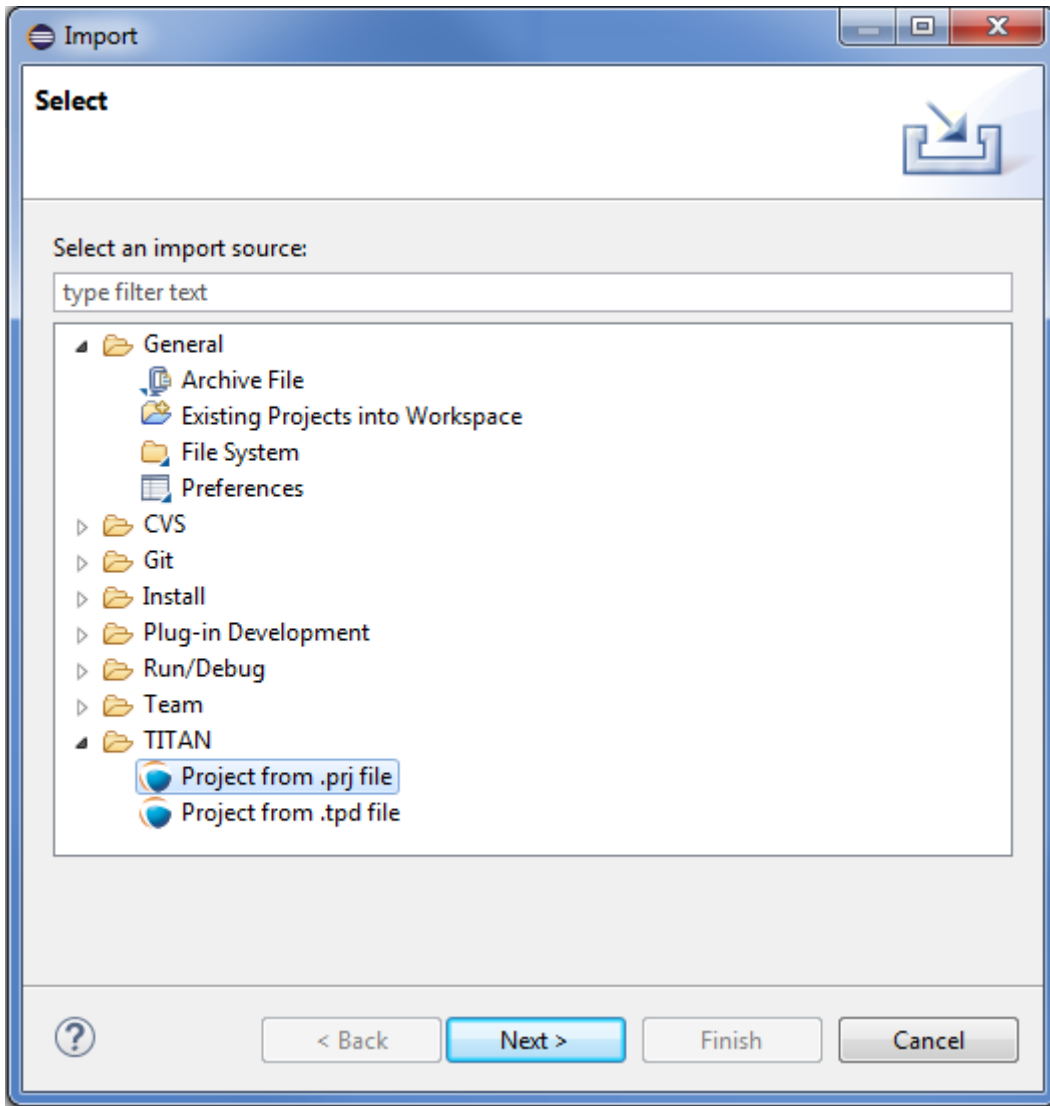 Import
Select
Select an import source:
type filter text
General
Archive File
Existing Projects into Workspace
File System
Preferences
CVS
Git
Install
Plug-in Development
Run/Debug
Team
TITAN
Project from .prj file
Project from .tpd file
? < Back Next > Finish Cancel